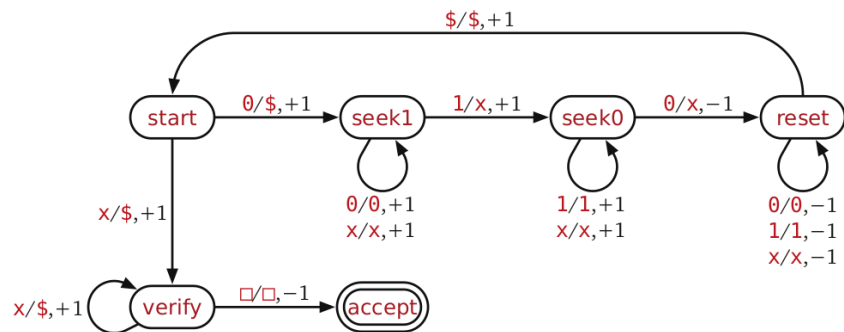 $/$,+1
start
0/$,+1
seek1
1/x,+1
seek0
0/x,−1
reset
x/$,+1
0/0,+1
x/x,+1
1/1,+1
x/x,+1
0/0,−1
1/1,−1
x/x,−1
x/$,+1
verify
□/□,−1
accept